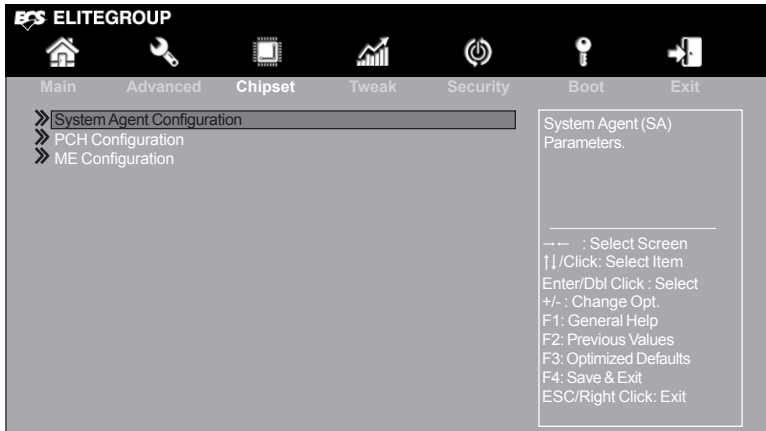 ECS ELITEGROUP
Main Advanced Chipset Tweak Security Boot Exit
System Agent Configuration
PCH Configuration
ME Configuration
System Agent (SA)
Parameters.
→← : Select Screen
↑↓/Click: Select Item
Enter/Dbl Click : Select
+/- : Change Opt.
F1: General Help
F2: Previous Values
F3: Optimized Defaults
F4: Save & Exit
ESC/Right Click: Exit